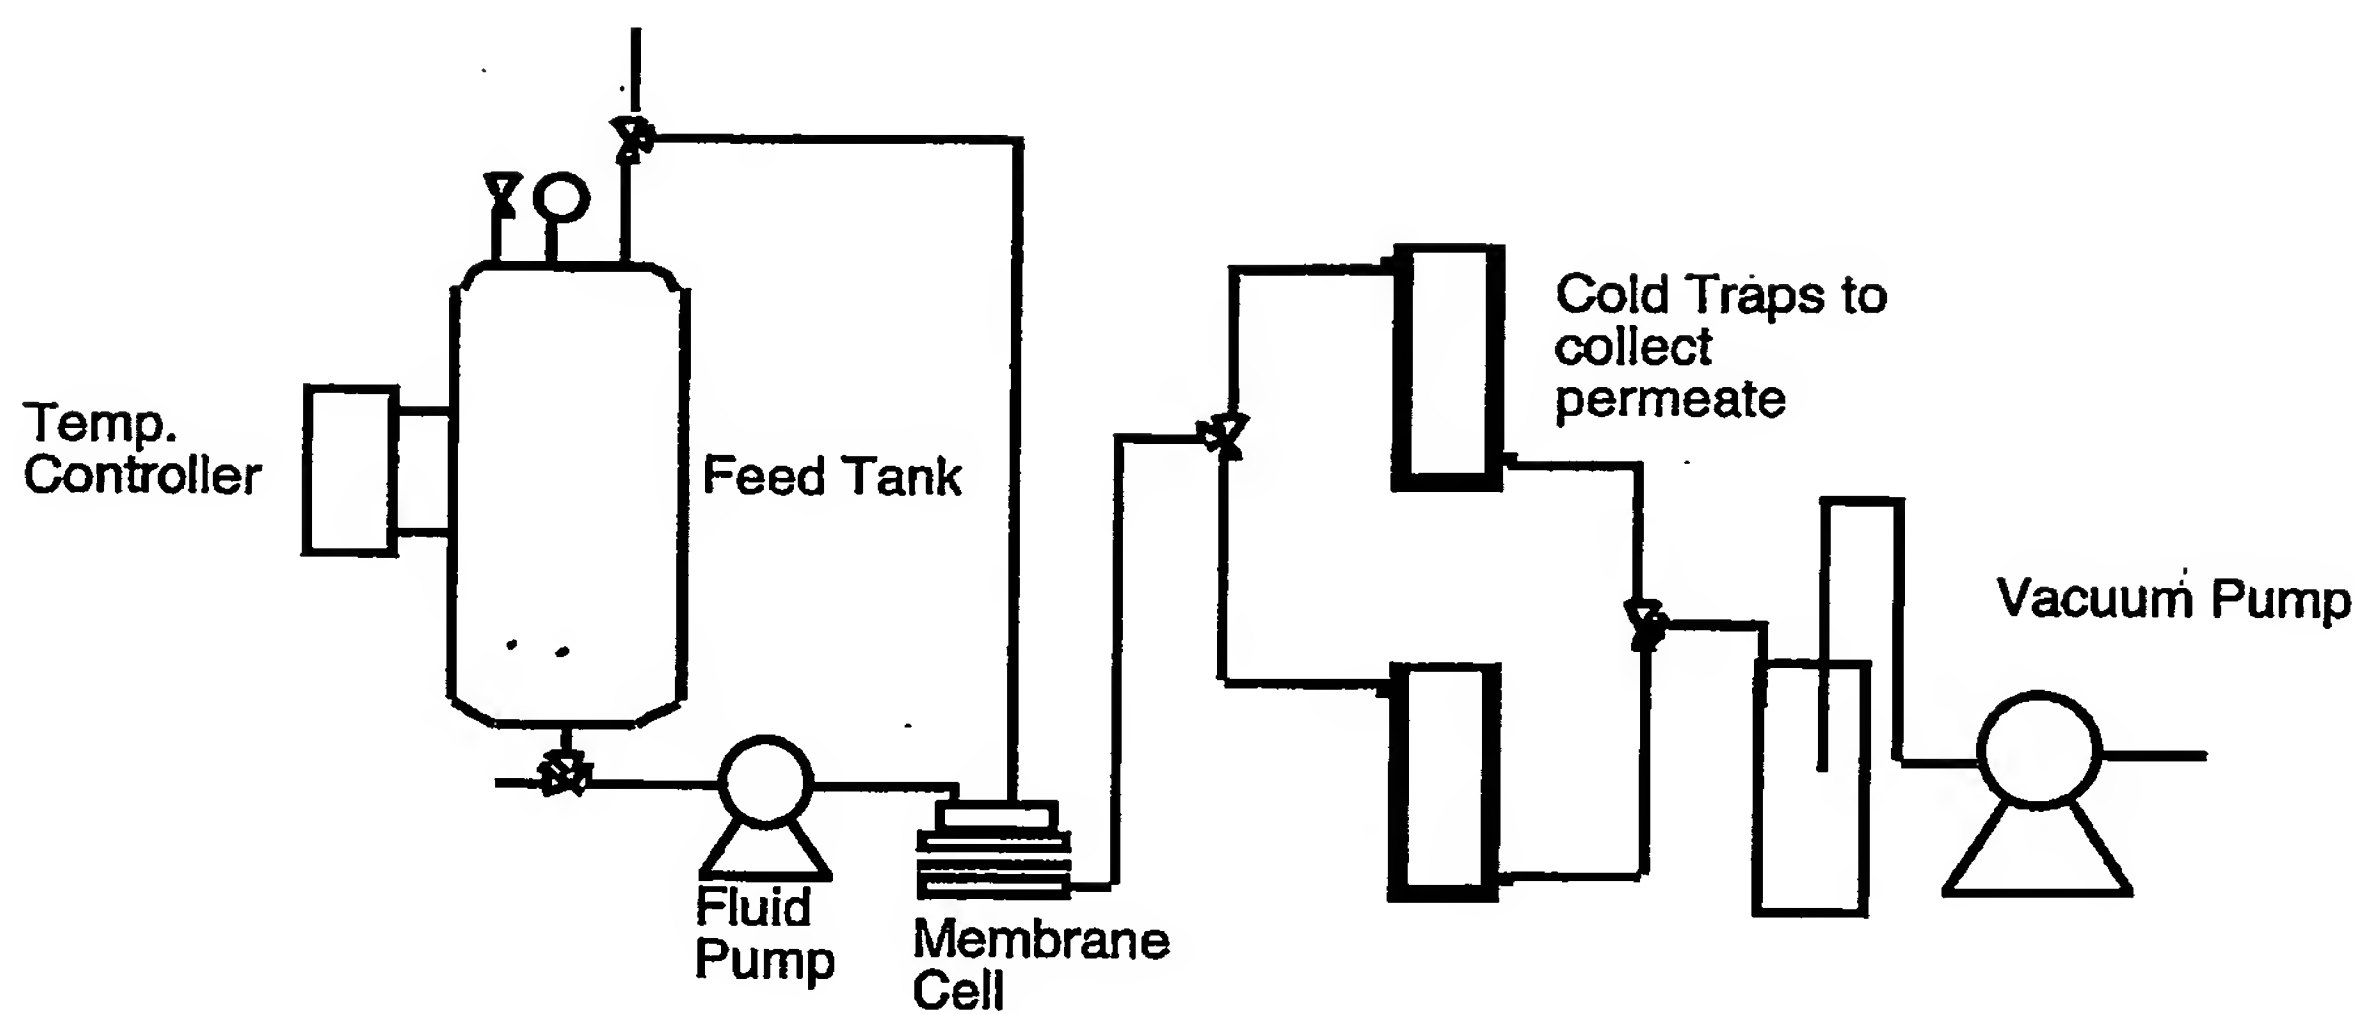 Temp.
Controller
Feed Tank
Cold Traps to
collect
permeate
Vacuum Pump
Fluid
Pump
Membrane
Cell